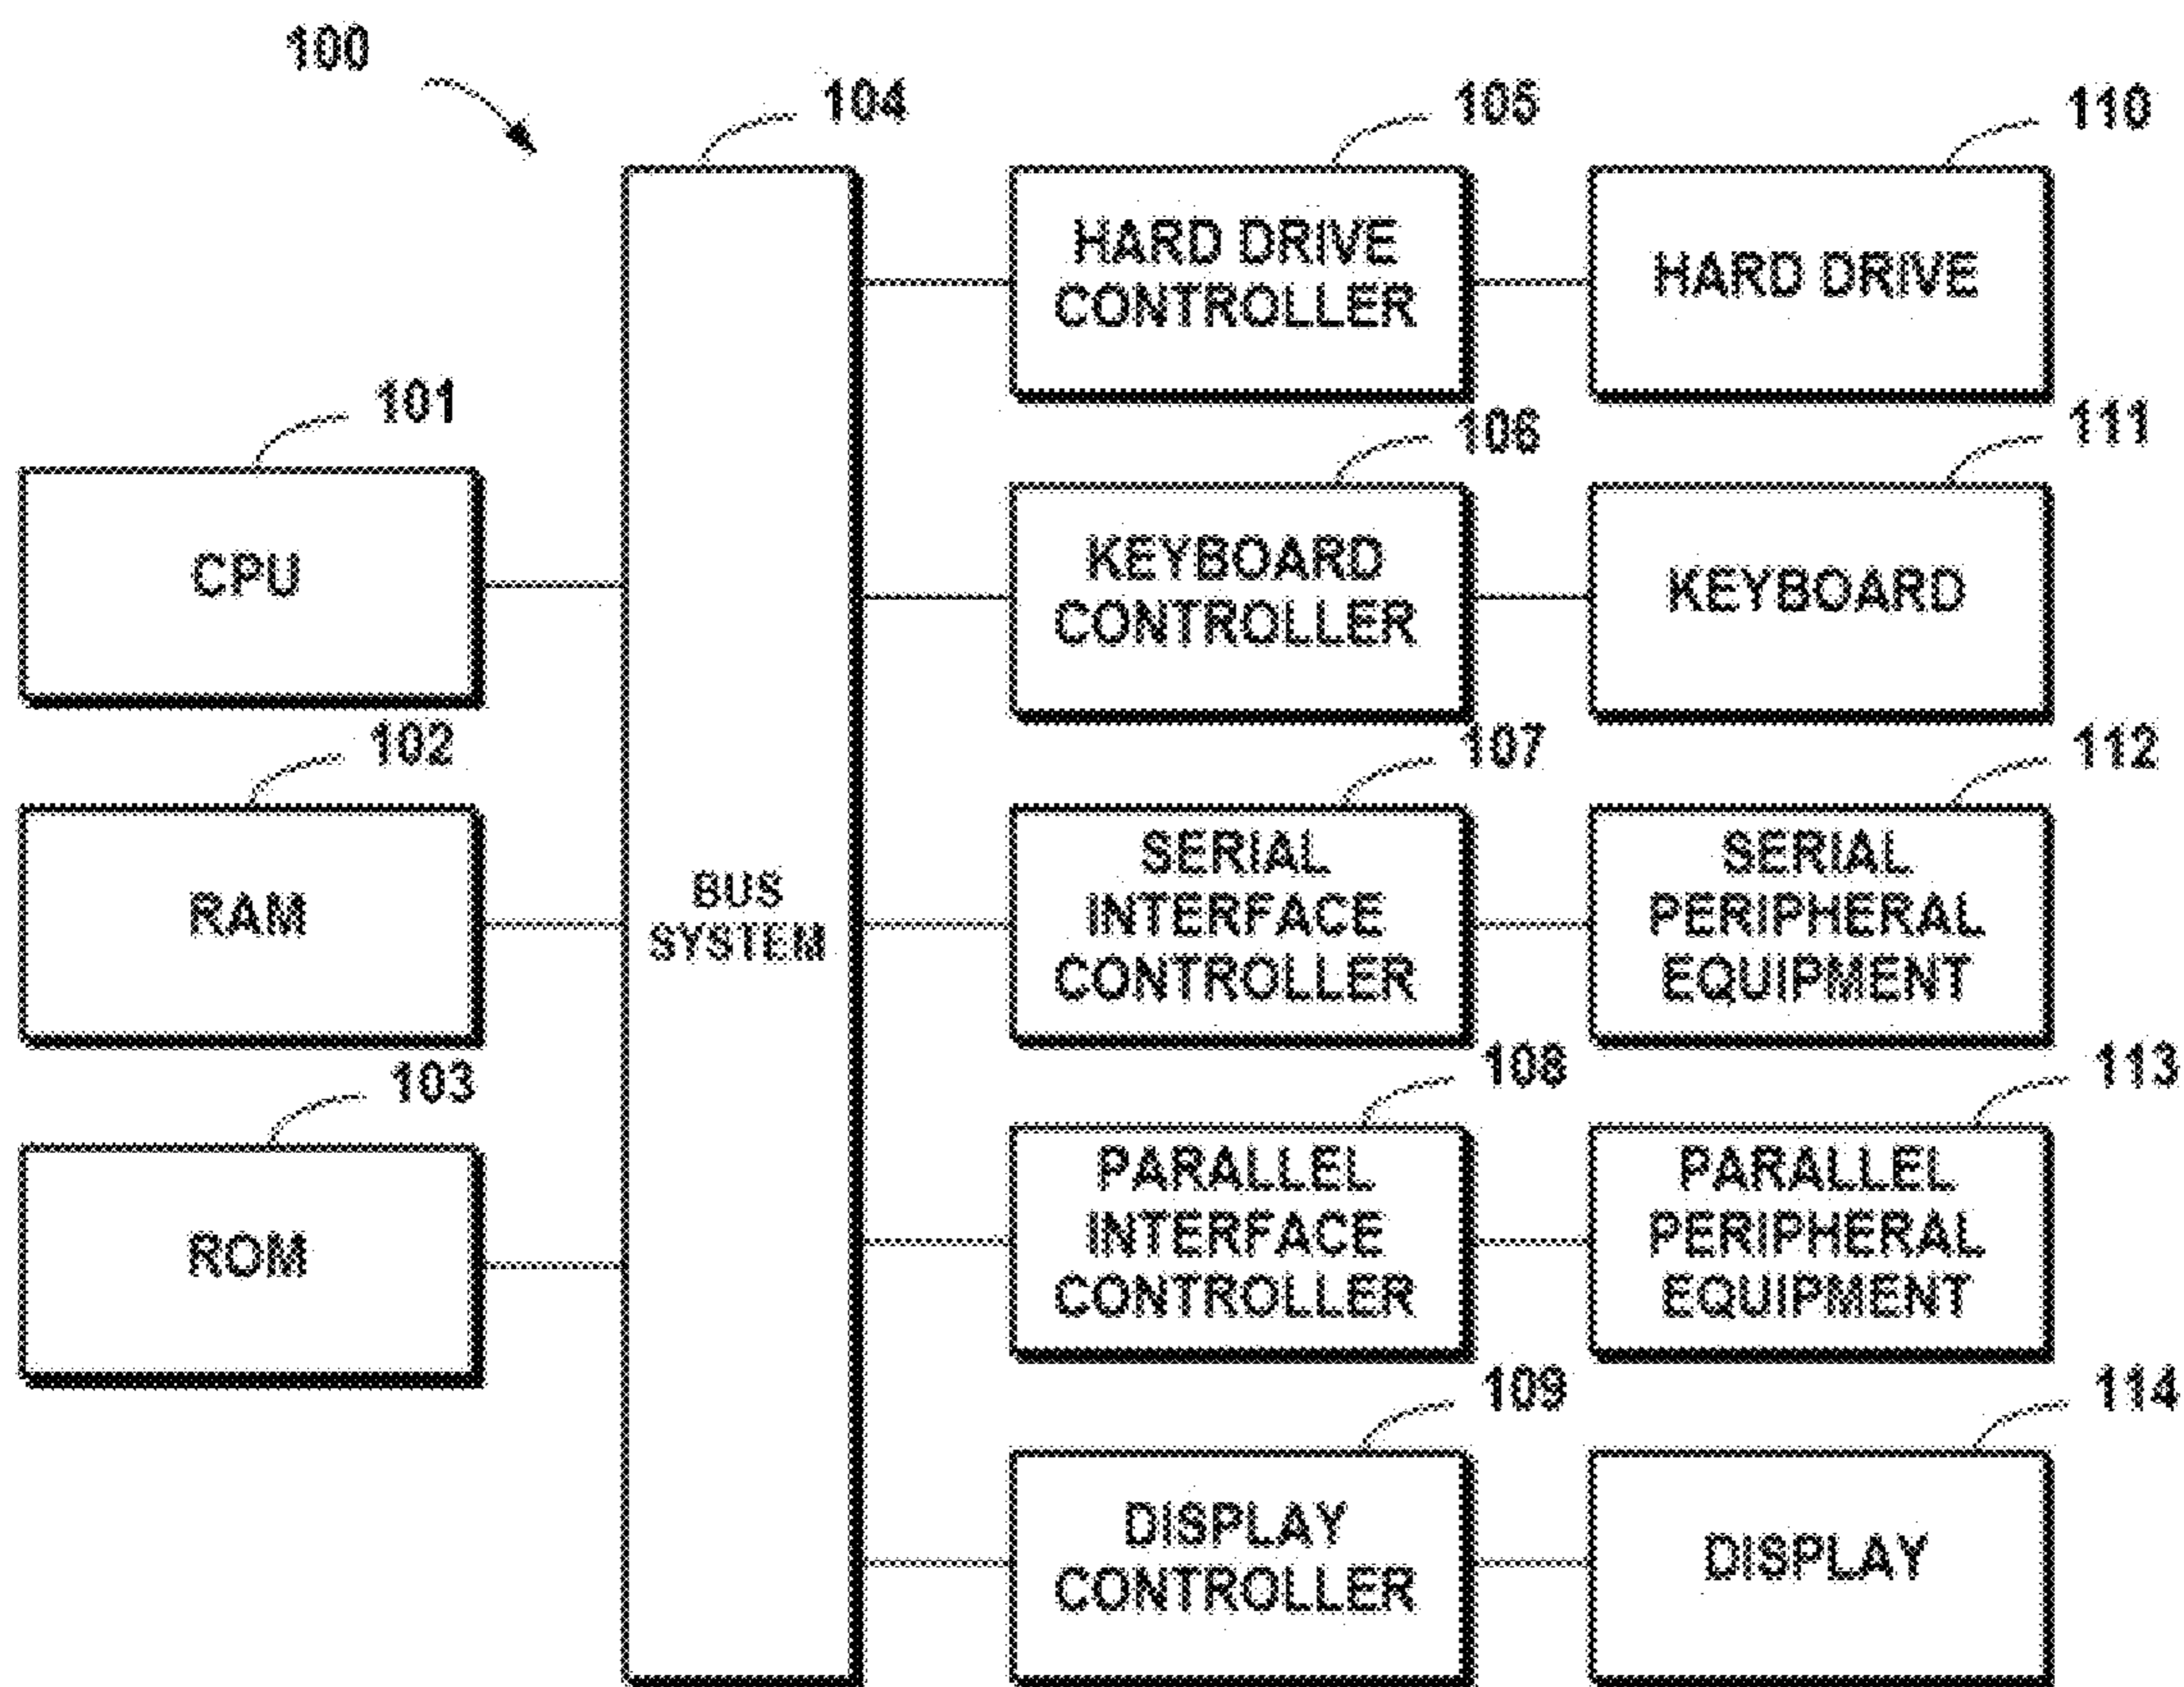 100
104
105
110
HARD DRIVE
CONTROLLER
HARD DRIVE
101
106
111
CPU
KEYBOARD
CONTROLLER
KEYBOARD
102
107
112
RAM
BUS
SYSTEM
SERIAL
INTERFACE
CONTROLLER
SERIAL
PERIPHERAL
EQUIPMENT
103
108
113
ROM
PARALLEL
INTERFACE
CONTROLLER
PARALLEL
PERIPHERAL
EQUIPMENT
109
114
DISPLAY
CONTROLLER
DISPLAY